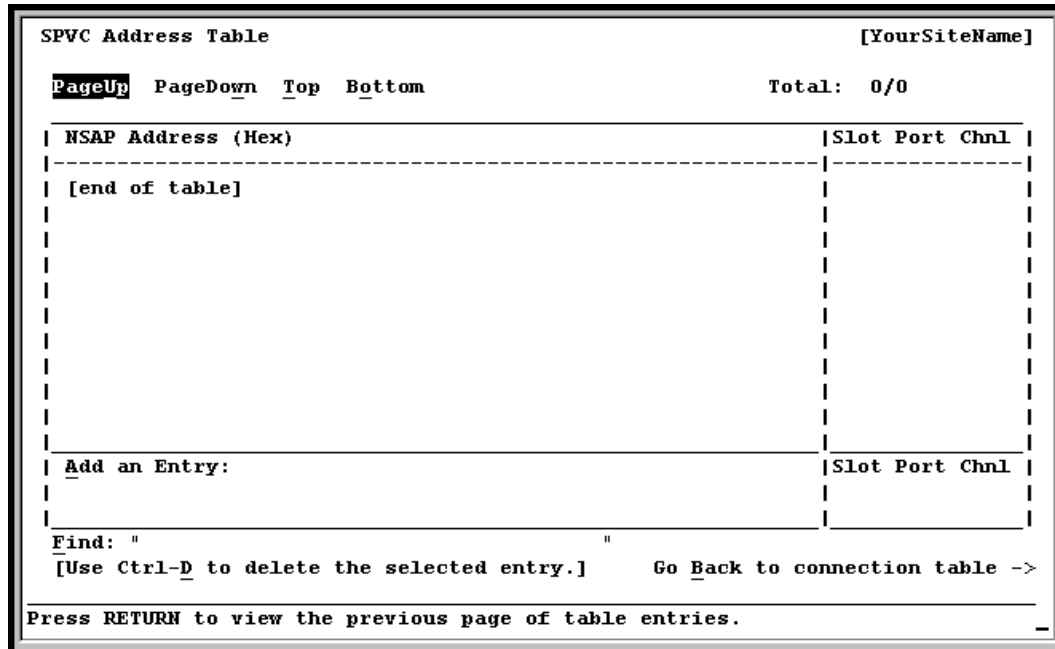 SPVC Address Table [YourSiteName]
PageUp PageDown Top Bottom Total: 0/0
NSAP Address (Hex) |Slot Port Chnl |
[end of table]
Add an Entry: |Slot Port Chnl |
Find: " "
[Use Ctrl-D to delete the selected entry.] Go Back to connection table ->
Press RETURN to view the previous page of table entries.